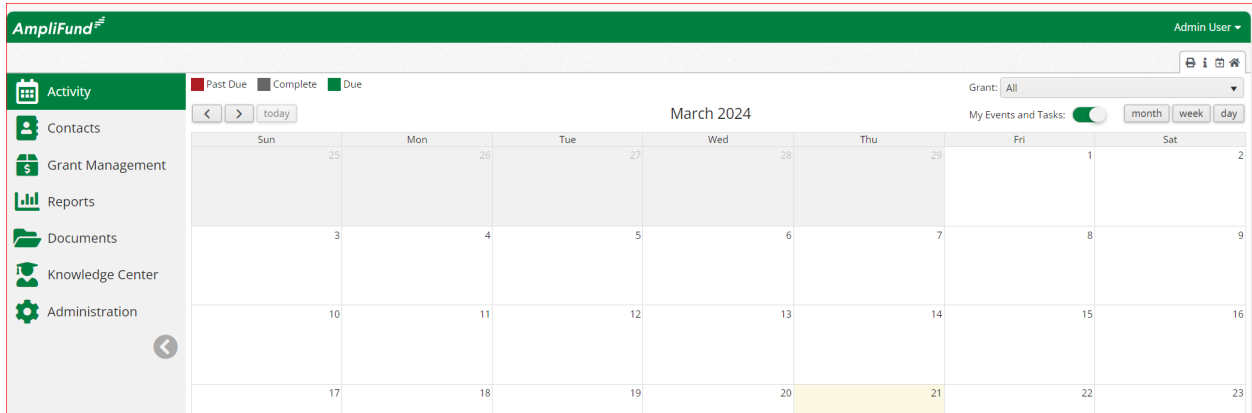 AmpliFund
Admin User
Activity
Contacts
Grant Management
Reports
Documents
Knowledge Center
Administration
Past Due Complete Due
Grant: All
today
March 2024
My Events and Tasks:
month week day
Sun Mon Tue Wed Thu Fri Sat
25 26 27 28 29 1 2
3 4 5 6 7 8 9
10 11 12 13 14 15 16
17 18 19 20 21 22 23